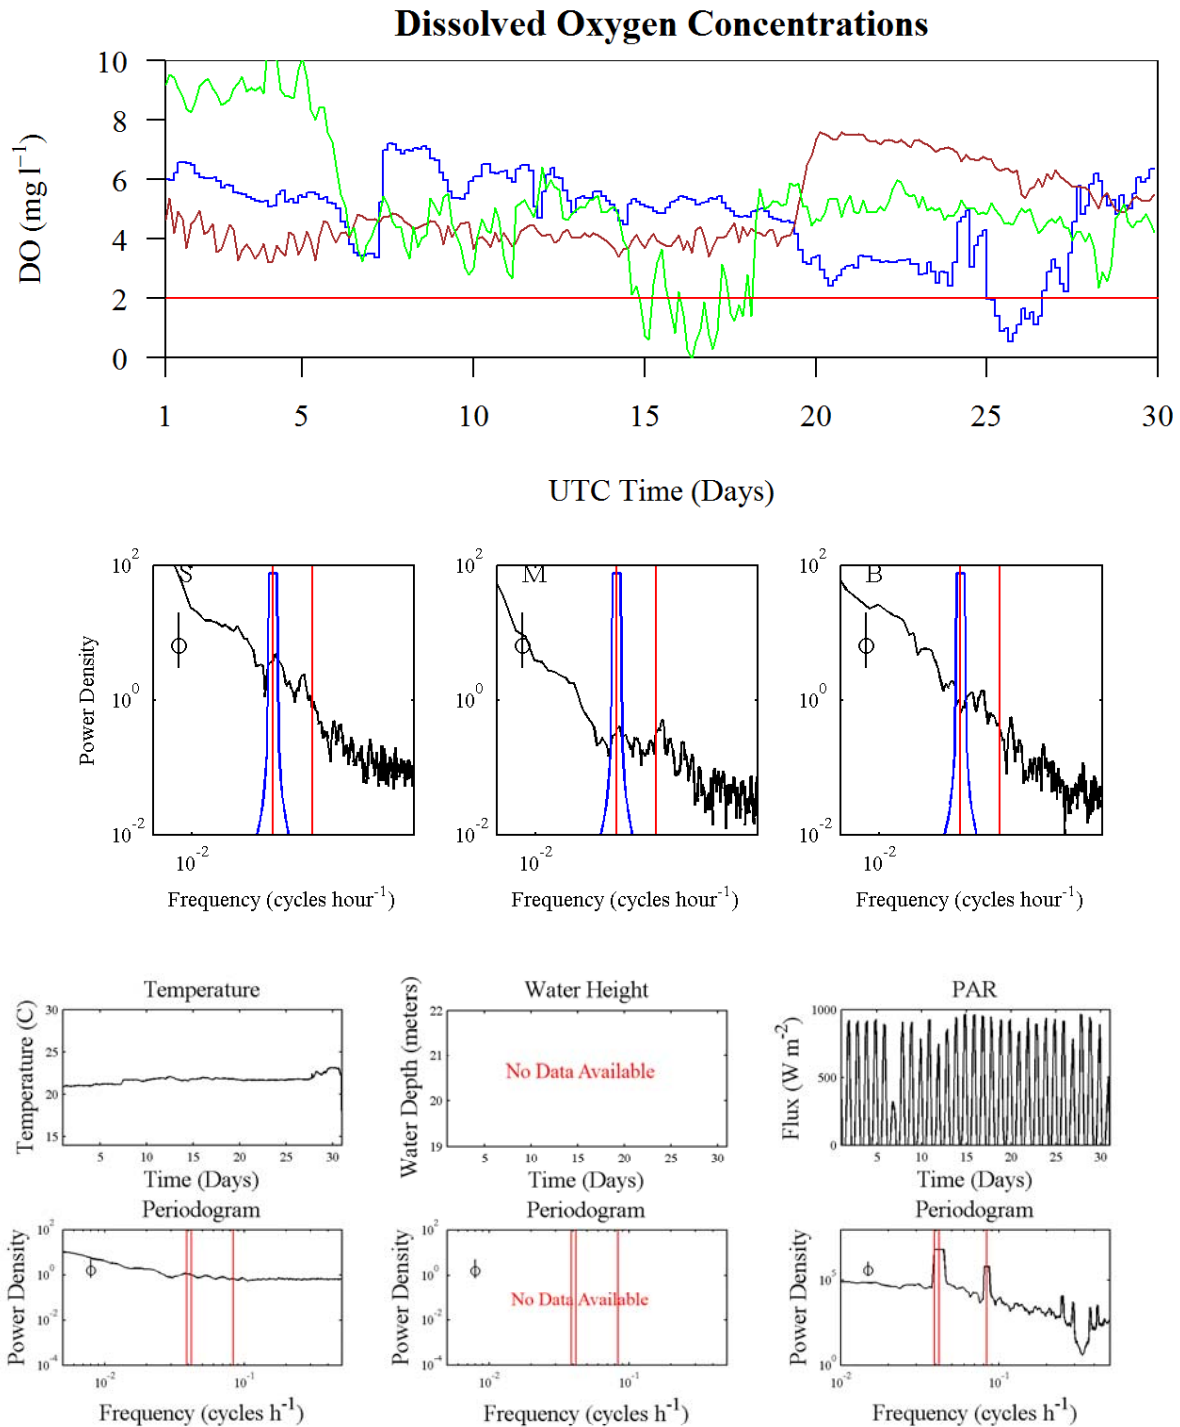 Dissolved Oxygen Concentrations
DO (mg l⁻¹)
10
8
6
4
2
0
1 5 10 15 20 25 30
UTC Time (Days)
Power Density
10² 10² 10²
S M B
10⁰ 10⁰ 10⁰
10⁻² 10⁻² 10⁻²
10⁻² 10⁻² 10⁻²
Frequency (cycles hour⁻¹) Frequency (cycles hour⁻¹) Frequency (cycles hour⁻¹)
Temperature Water Height PAR
Temperature (C)
30
25
20
15
5 10 15 20 25 30
Time (Days)
Water Depth (meters)
22
21
20
19
No Data Available
5 10 15 20 25 30
Time (Days)
Flux (W m⁻²)
1000
500
0
5 10 15 20 25 30
Time (Days)
Periodogram Periodogram Periodogram
Power Density
10²
10⁰
10⁻²
10⁻⁴
10⁻² 10⁻¹
Frequency (cycles h⁻¹)
Power Density
10²
10⁰
10⁻²
10⁻⁴
No Data Available
10⁻² 10⁻¹
Frequency (cycles h⁻¹)
Power Density
10⁵
10⁰
10⁻² 10⁻¹
Frequency (cycles h⁻¹)